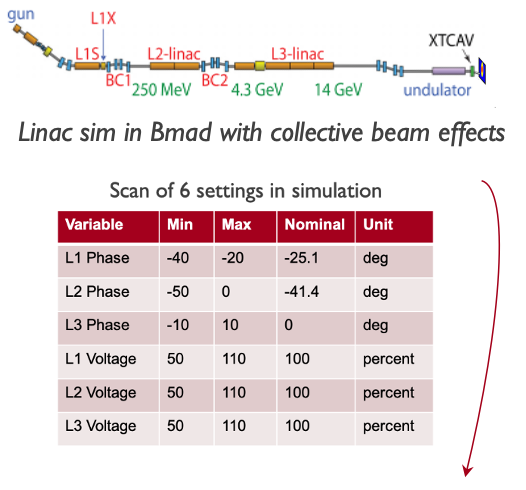 gun
L1X
XTCAV
L1S
L2-linac
L3-linac
BC1
BC2
250 MeV
4.3 GeV
14 GeV
undulator
Linac sim in Bmad with collective beam effects
Scan of 6 settings in simulation
Variable Min Max Nominal Unit
L1 Phase -40 -20 -25.1 deg
L2 Phase -50 0 -41.4 deg
L3 Phase -10 10 0 deg
L1 Voltage 50 110 100 percent
L2 Voltage 50 110 100 percent
L3 Voltage 50 110 100 percent